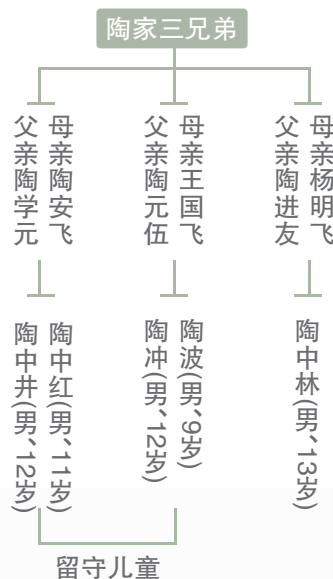 陶家三兄弟
母亲陶安飞
父亲陶学元
母亲王国飞
父亲陶元伍
母亲杨明飞
父亲陶进友
陶中红(男、11岁)
陶中井(男、12岁)
陶波(男、9岁)
陶冲(男、12岁)
陶中林(男、13岁)
留守儿童